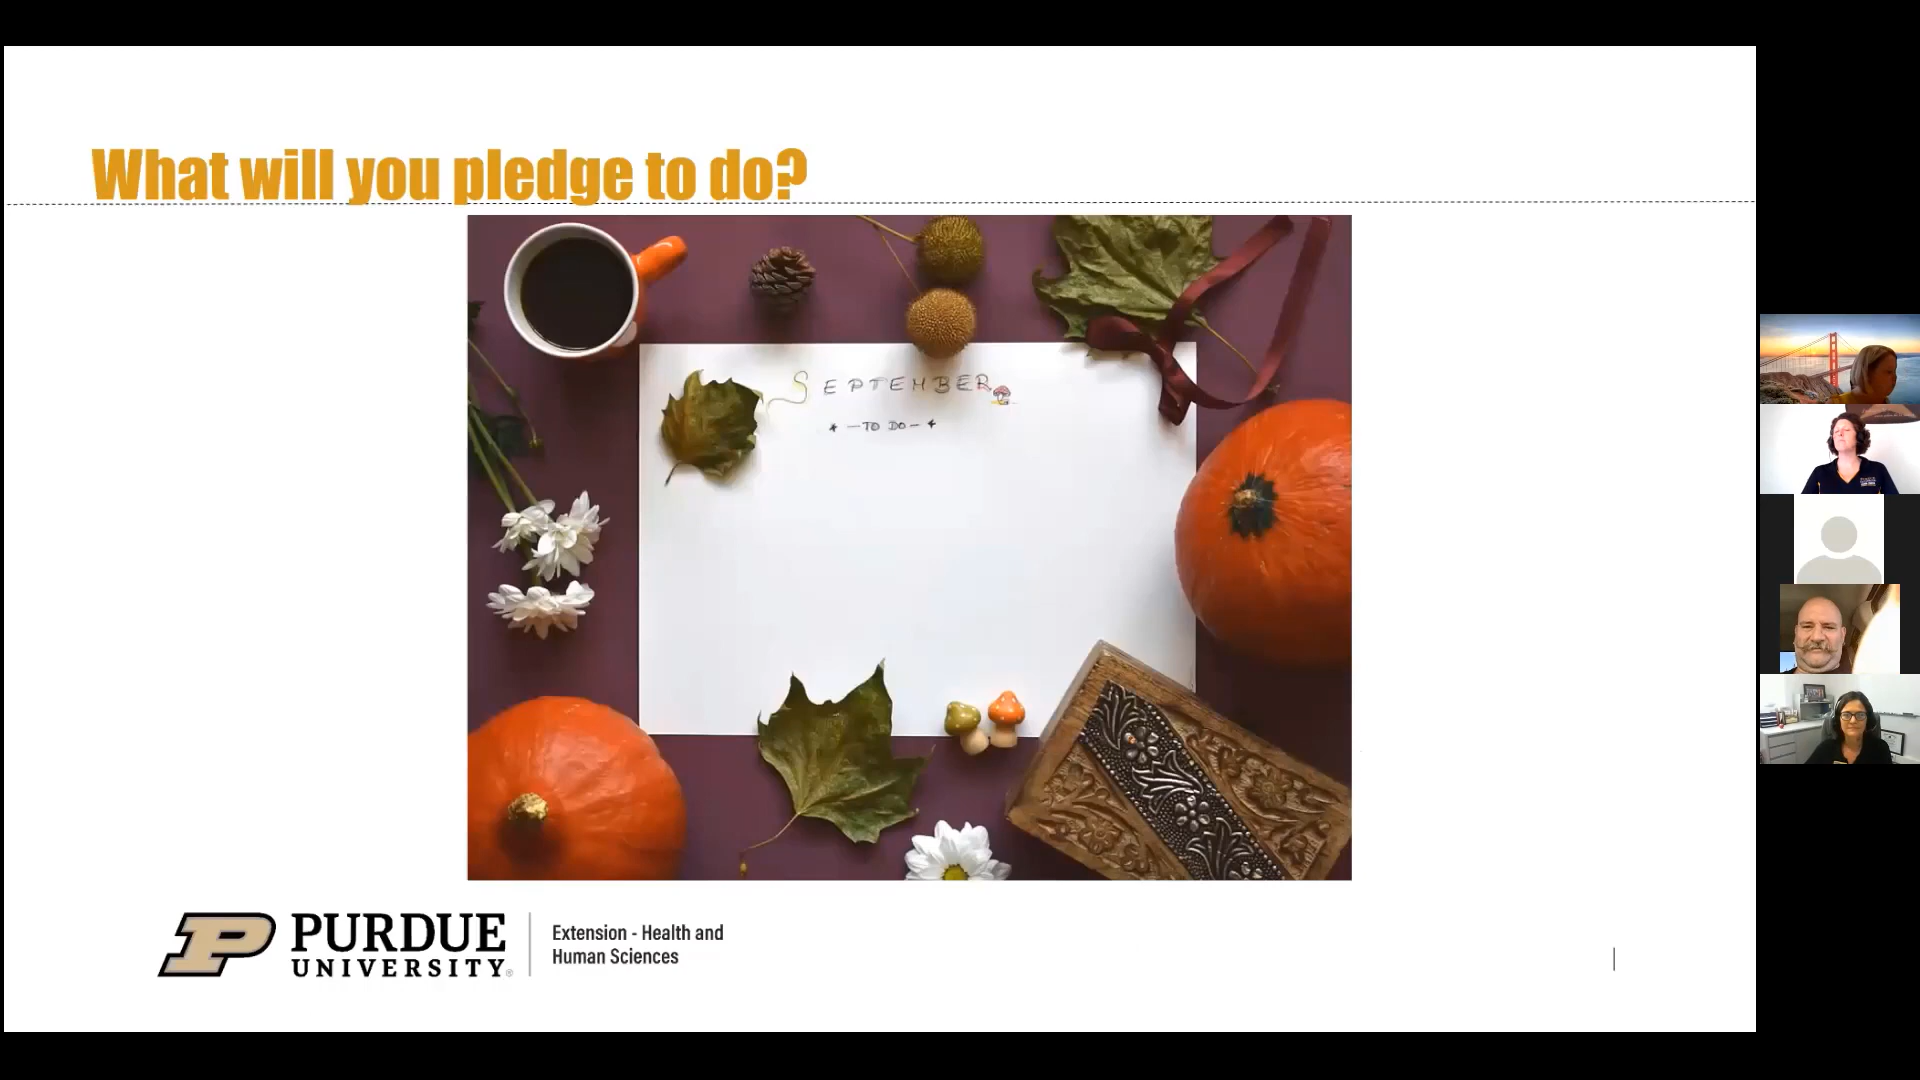 What will you pledge to do?
SEPTEMBER
* -TO DO- *
PURDUE
UNIVERSITY®
Extension - Health and
Human Sciences